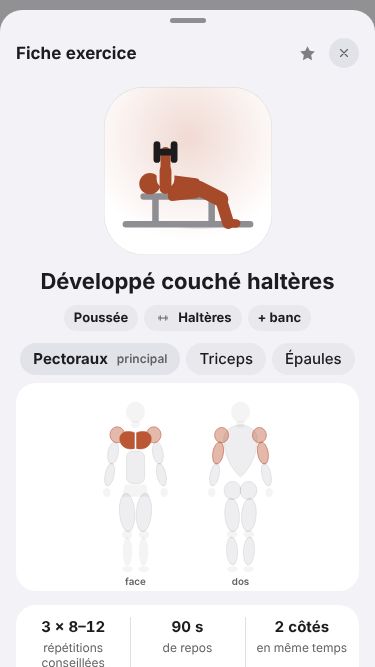 Fiche exercice
Développé couché haltères
Poussée Haltères + banc
Pectoraux principal Triceps Épaules
face dos
3 × 8–12 90 s 2 côtés
répétitions de repos en même temps
conseillées